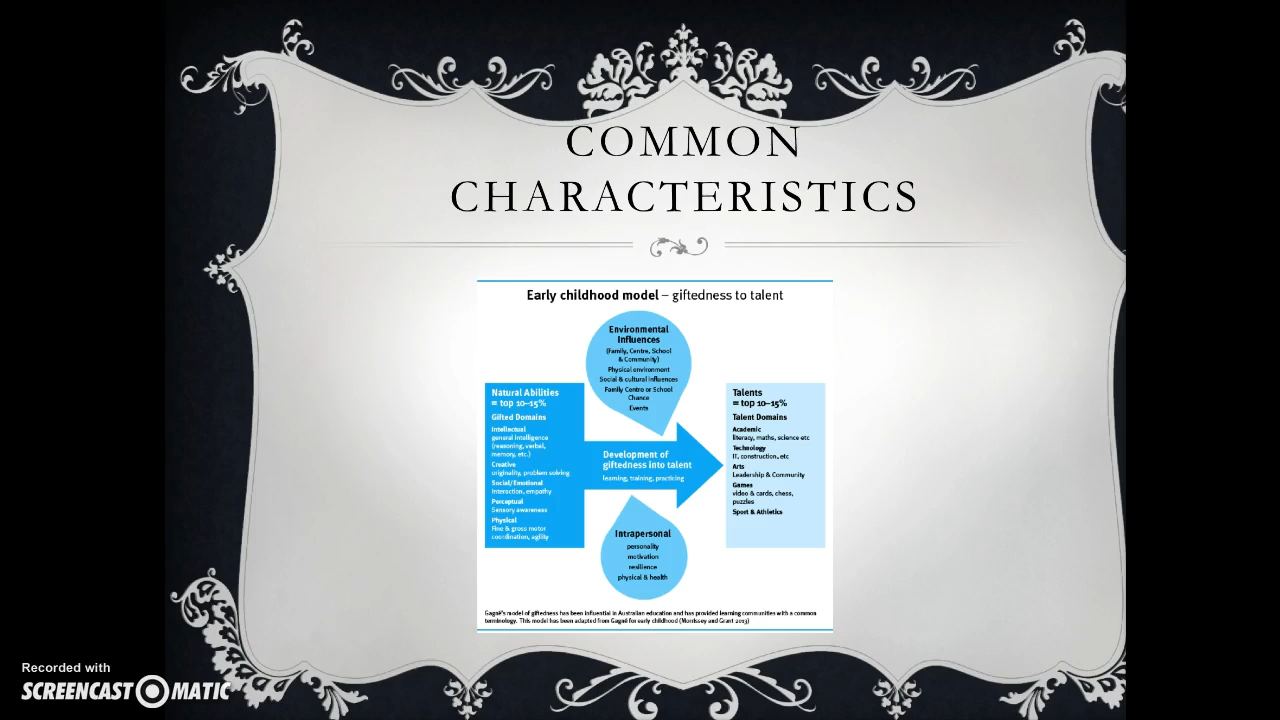 COMMON
CHARACTERISTICS
Early childhood model – giftedness to talent
Environmental
Influences
(Family, Centre, School
& Community)
Physical environment
Social & cultural influences
Family Centre or School
Chance
Events
Natural Abilities
= top 10–15%
Gifted Domains
Intellectual
general intelligence
(reasoning, verbal,
memory, etc.)
Creative
originality, problem solving
Social/Emotional
Interaction, empathy
Perceptual
Sensory awareness
Physical
Fine & gross motor
coordination, agility
Development of
giftedness into talent
learning, training, practicing
Talents
= top 10–15%
Talent Domains
Academic
literacy, maths, science etc
Technology
IT, construction, etc
Arts
Leadership & Community
Games
video & cards, chess,
puzzles
Sport & Athletics
Intrapersonal
personality
motivation
resilience
physical & health
Gagné's model of giftedness has been influential in Australian education and has provided learning communities with a common
terminology. This model has been adapted from Gagné for early childhood (Morrissey and Grant 2013)
Recorded with
SCREENCAST MATIC